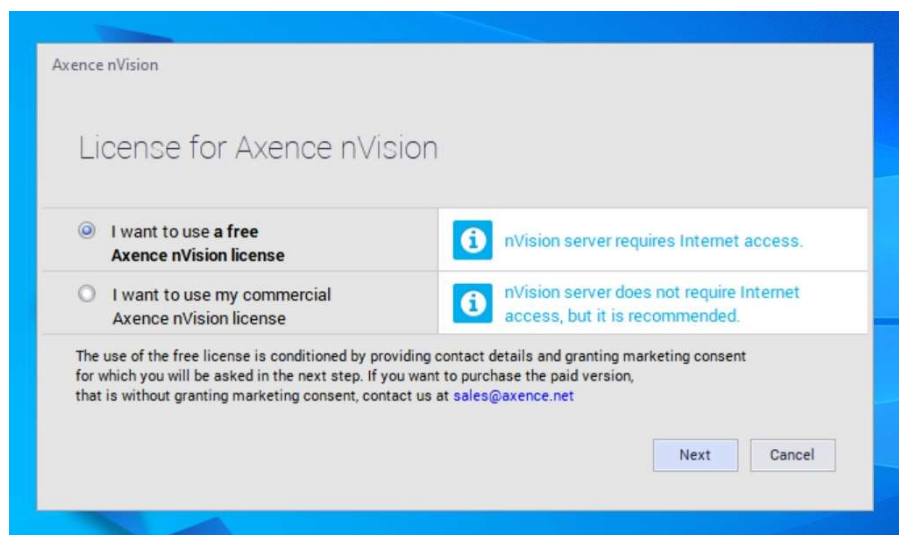 Axence nVision
License for Axence nVision
I want to use a free
Axence nVision license
nVision server requires Internet access.
I want to use my commercial
Axence nVision license
nVision server does not require Internet
access, but it is recommended.
The use of the free license is conditioned by providing contact details and granting marketing consent
for which you will be asked in the next step. If you want to purchase the paid version,
that is without granting marketing consent, contact us at sales@axence.net
Next
Cancel